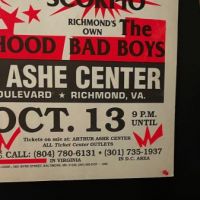 SCORPIO
RICHMOND'S
OWN The
HOOD BAD BOYS
ASHE CENTER
BOULEVARD ★ RICHMOND, VA.
OCT. 13 9 P.M.
UNTIL
Tickets on sale at: ARTHUR ASHE CENTER
ALL Ticket Center OUTLETS
CALL: (804) 780-6131 • (301) 735-1937
IN VIRGINIA IN D.C. AREA